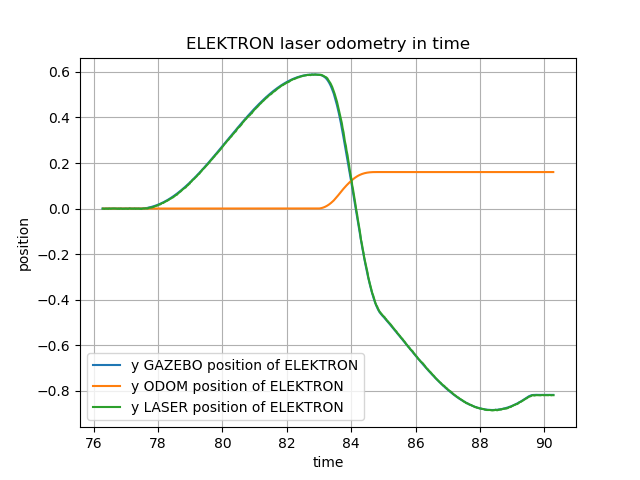 ELEKTRON laser odometry in time
0.6
0.4
0.2
0.0
−0.2
−0.4
−0.6
−0.8
position
y GAZEBO position of ELEKTRON
y ODOM position of ELEKTRON
y LASER position of ELEKTRON
76 78 80 82 84 86 88 90
time